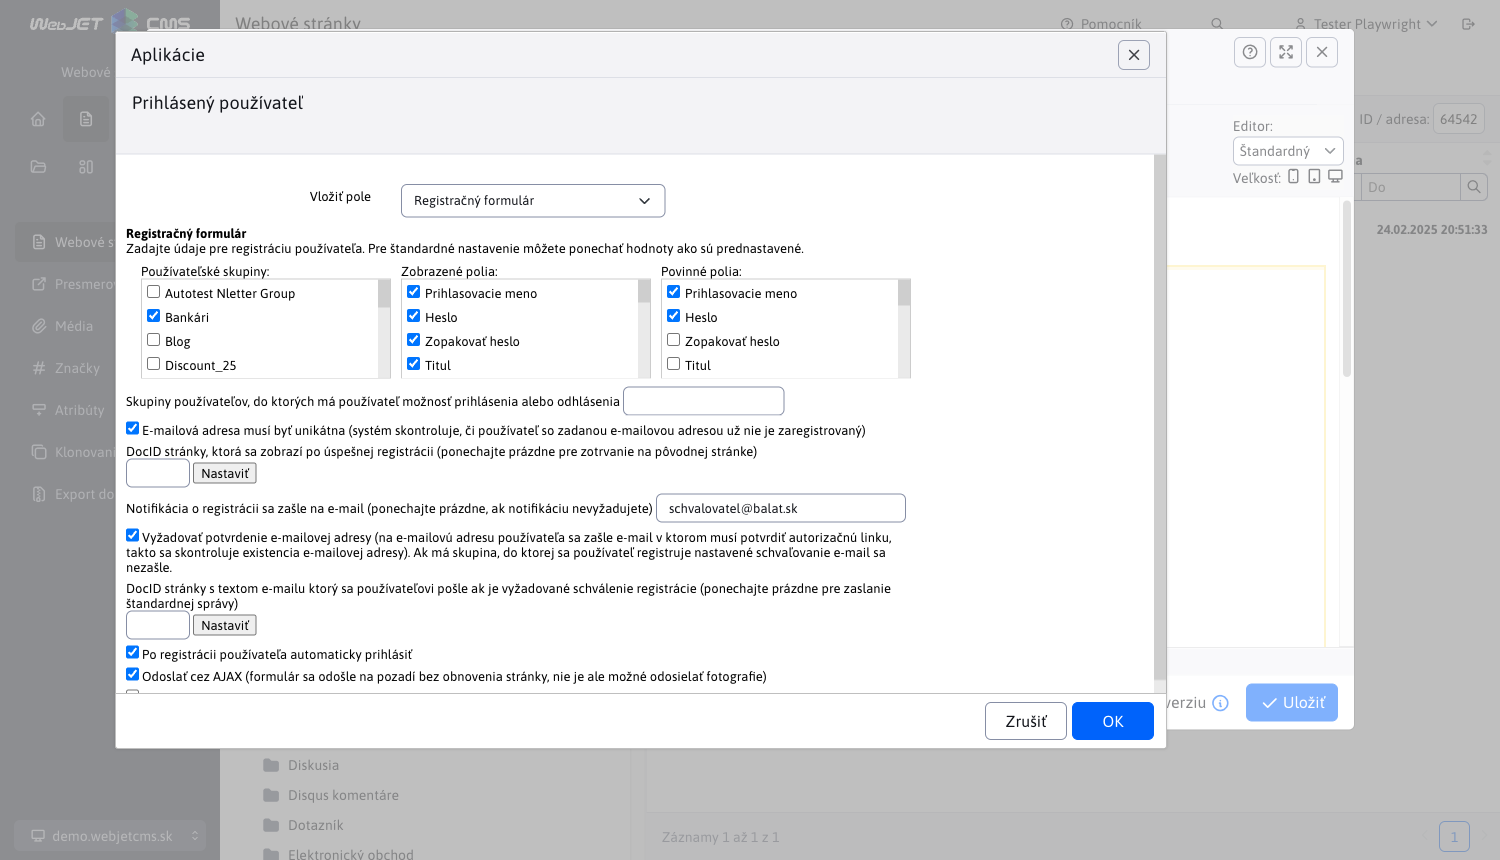 WebJET CMS
Webové stránky
Pomocník
Tester Playwright
Aplikácie
Prihlásený používateľ
Webové
ID / adresa: 64542
Editor:
Štandardný
Veľkosť:
a
Do
24.02.2025 20:51:33
Vložiť pole
Registračný formulár
Registračný formulár
Zadajte údaje pre registráciu používateľa. Pre štandardné nastavenie môžete ponechať hodnoty ako sú prednastavené.
Používateľské skupiny:
Zobrazené polia:
Povinné polia:
Autotest Nletter Group
Prihlasovacie meno
Prihlasovacie meno
Bankári
Heslo
Heslo
Blog
Zopakovať heslo
Zopakovať heslo
Discount_25
Titul
Titul
Skupiny používateľov, do ktorých má používateľ možnosť prihlásenia alebo odhlásenia
E-mailová adresa musí byť unikátna (systém skontroluje, či používateľ so zadanou e-mailovou adresou už nie je zaregistrovaný)
DocID stránky, ktorá sa zobrazí po úspešnej registrácii (ponechajte prázdne pre zotrvanie na pôvodnej stránke)
Nastaviť
Notifikácia o registrácii sa zašle na e-mail (ponechajte prázdne, ak notifikáciu nevyžadujete)
schvalovatel@balat.sk
Vyžadovať potvrdenie e-mailovej adresy (na e-mailovú adresu používateľa sa zašle e-mail v ktorom musí potvrdiť autorizačnú linku,
takto sa skontroluje existencia e-mailovej adresy). Ak má skupina, do ktorej sa používateľ registruje nastavené schvaľovanie e-mail sa
nezašle.
DocID stránky s textom e-mailu ktorý sa používateľovi pošle ak je vyžadované schválenie registrácie (ponechajte prázdne pre zaslanie
štandardnej správy)
Nastaviť
Po registrácii používateľa automaticky prihlásiť
Odoslať cez AJAX (formulár sa odošle na pozadí bez obnovenia stránky, nie je ale možné odosielať fotografie)
Zrušiť
OK
verziu
Uložiť
Webové s
Presmerov
Média
Značky
Atribúty
Klonovani
Export do
demo.webjetcms.sk
Diskusia
Disqus komentáre
Dotazník
Elektronický obchod
Záznamy 1 až 1 z 1
1